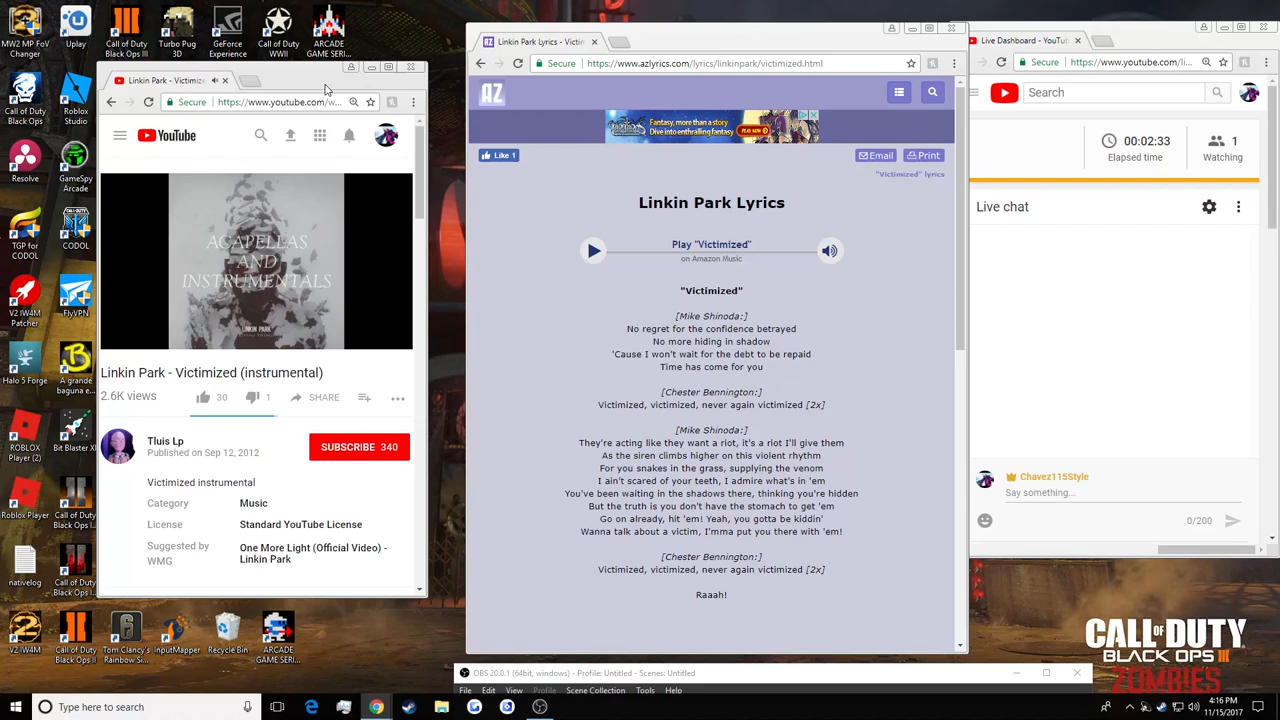 MW2 MP FoV
Changer
Uplay
Call of Duty
Black Ops III
Turbo Pug
3D
GeForce
Experience
Call of Duty
WWII
ARCADE
GAME SERI...
Call of Duty
Black Ops
Roblox
Studio
Resolve
GameSpy
Arcade
TGP for
CODOL
CODOL
V2 IW4M
Patcher
FlyVPN
Halo 5 Forge
A grande
baguna e...
ROBLOX
Player (2)
Bit Blaster Xl
Roblox Player
Call of
Duty I...
nativelog
Call of
Duty I...
V2 IW4M
Call of Duty
Black Ops II
Tom Clancy's
Rainbow Si...
InputMapper
Recycle Bin
ARCADE
GAME SERI...
Linkin Park - Victimize
Secure
https://www.youtube.com/w...
YouTube
ACAPELLAS
AND
INSTRUMENTALS
LINKIN PARK
Linkin Park - Victimized (instrumental)
2.6K views
30
1
SHARE
Tluis Lp
Published on Sep 12, 2012
SUBSCRIBE 340
Victimized instrumental
Category Music
License Standard YouTube License
Suggested by
WMG
One More Light (Official Video) -
Linkin Park
AZ Linkin Park Lyrics - Victim
Secure https://www.azlyrics.com/lyrics/linkinpark/victimized.html
AZ
Fantasy, more than a story
Dive into enthralling fantasy
PLAY NOW
Like 1
Email
Print
"Victimized" lyrics
Linkin Park Lyrics
Play "Victimized"
on Amazon Music
"Victimized"
[Mike Shinoda:]
No regret for the confidence betrayed
No more hiding in shadow
'Cause I won't wait for the debt to be repaid
Time has come for you
[Chester Bennington:]
Victimized, victimized, never again victimized [2x]
[Mike Shinoda:]
They're acting like they want a riot, it's a riot I'll give them
As the siren climbs higher on this violent rhythm
For you snakes in the grass, supplying the venom
I ain't scared of your teeth, I admire what's in 'em
You've been waiting in the shadows there, thinking you're hidden
But the truth is you don't have the stomach to get 'em
Go on already, hit 'em! Yeah, you gotta be kiddin'
Wanna talk about a victim, I'mma put you there with 'em!
[Chester Bennington:]
Victimized, victimized, never again victimized [2x]
Raaah!
Live Dashboard - YouTu
Secure
https://www.youtube.com/li...
Search
00:02:33
Elapsed time
1
Watching
Live chat
Chavez115Style
Say something...
0/200
CALL OF DUTY
BLACK OPS III
ZOMBIES
OBS 20.0.1 (64bit, windows) - Profile: Untitled - Scenes: Untitled
File Edit View Profile Scene Collection Tools Help
Type here to search
4:16 PM
11/15/2017